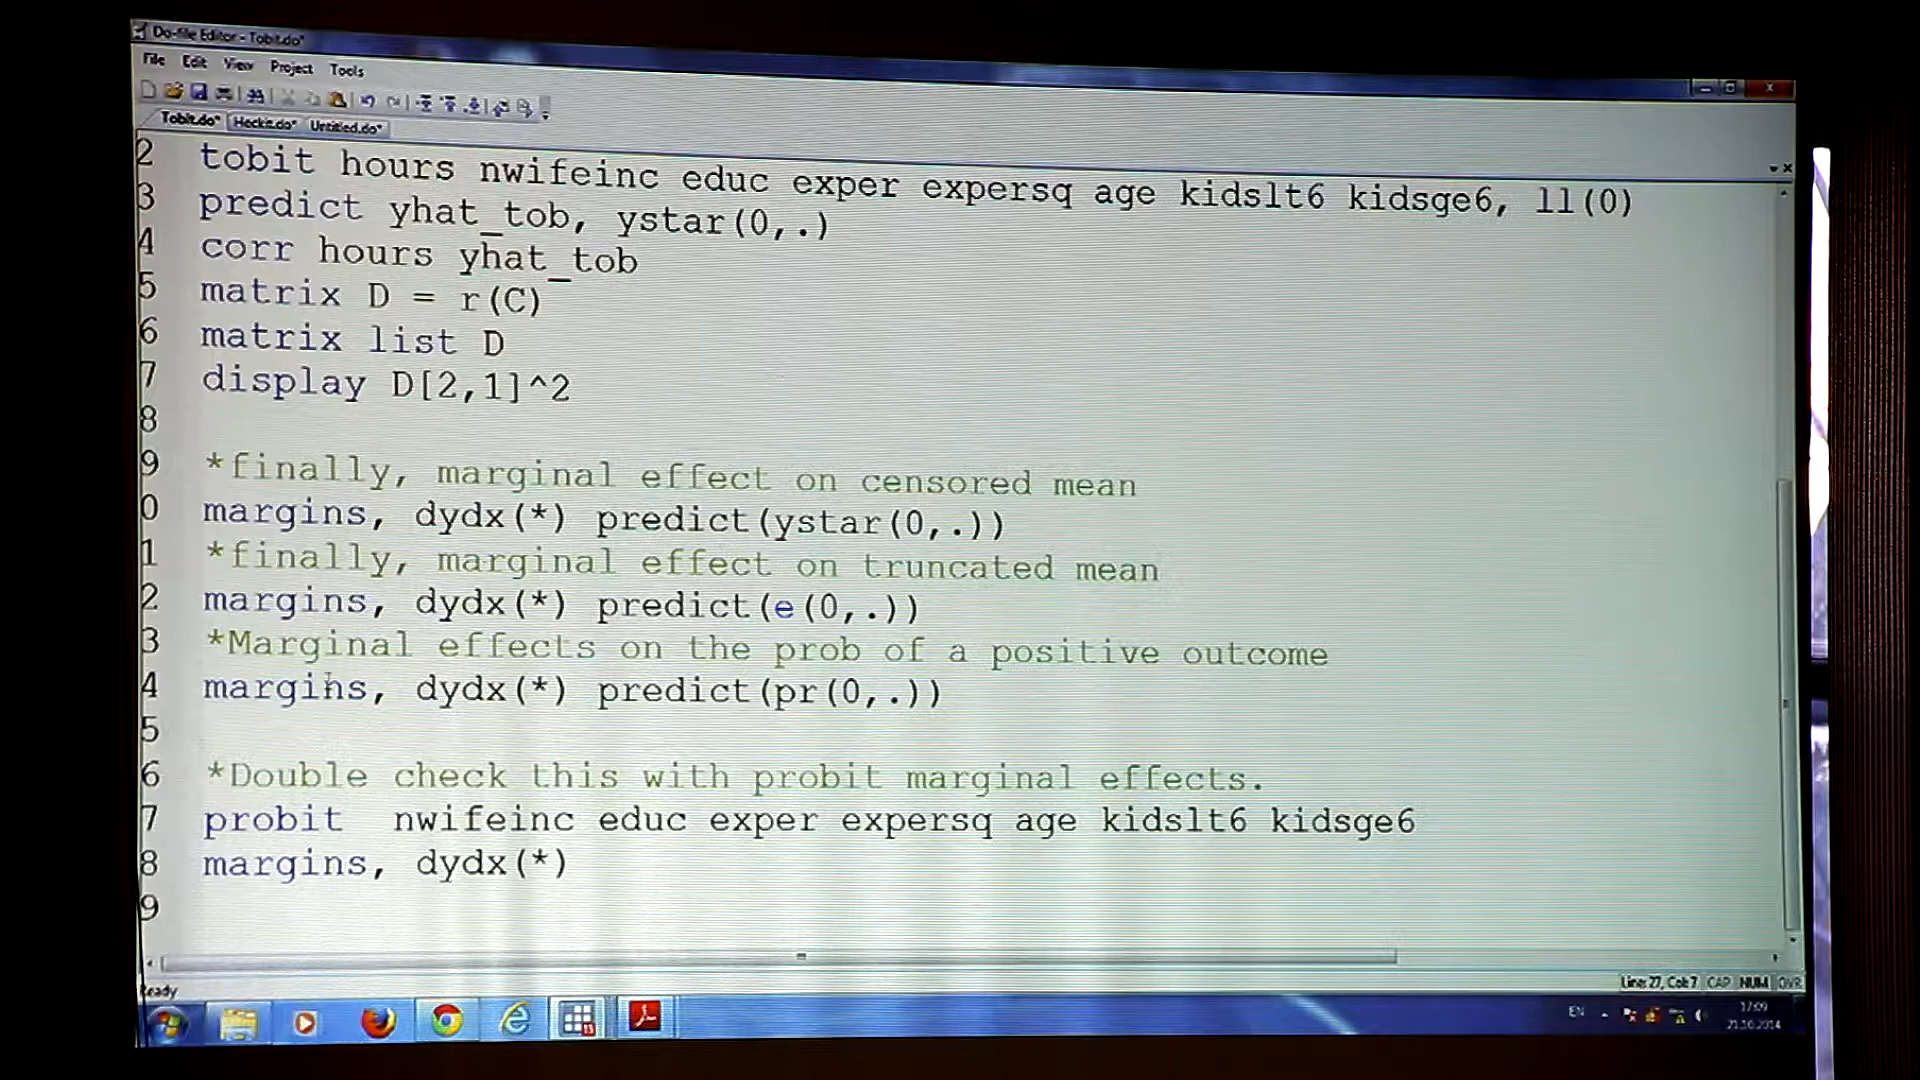 Do-file Editor - Tobit.do*
File Edit View Project Tools
Tobit.do* Heckit.do* Untitled.do*
2 tobit hours nwifeinc educ exper expersq age kidslt6 kidsge6, ll(0)
3 predict yhat_tob, ystar(0,.)
4 corr hours yhat_tob
5 matrix D = r(C)
6 matrix list D
7 display D[2,1]^2
8
9 *finally, marginal effect on censored mean
0 margins, dydx(*) predict(ystar(0,.))
1 *finally, marginal effect on truncated mean
2 margins, dydx(*) predict(e(0,.))
3 *Marginal effects on the prob of a positive outcome
4 margins, dydx(*) predict(pr(0,.))
5
6 *Double check this with probit marginal effects.
7 probit  nwifeinc educ exper expersq age kidslt6 kidsge6
8 margins, dydx(*)
9
Ready
Line: 27, Col: 7 CAP NUM OVR
EN
17:09
21.10.2014